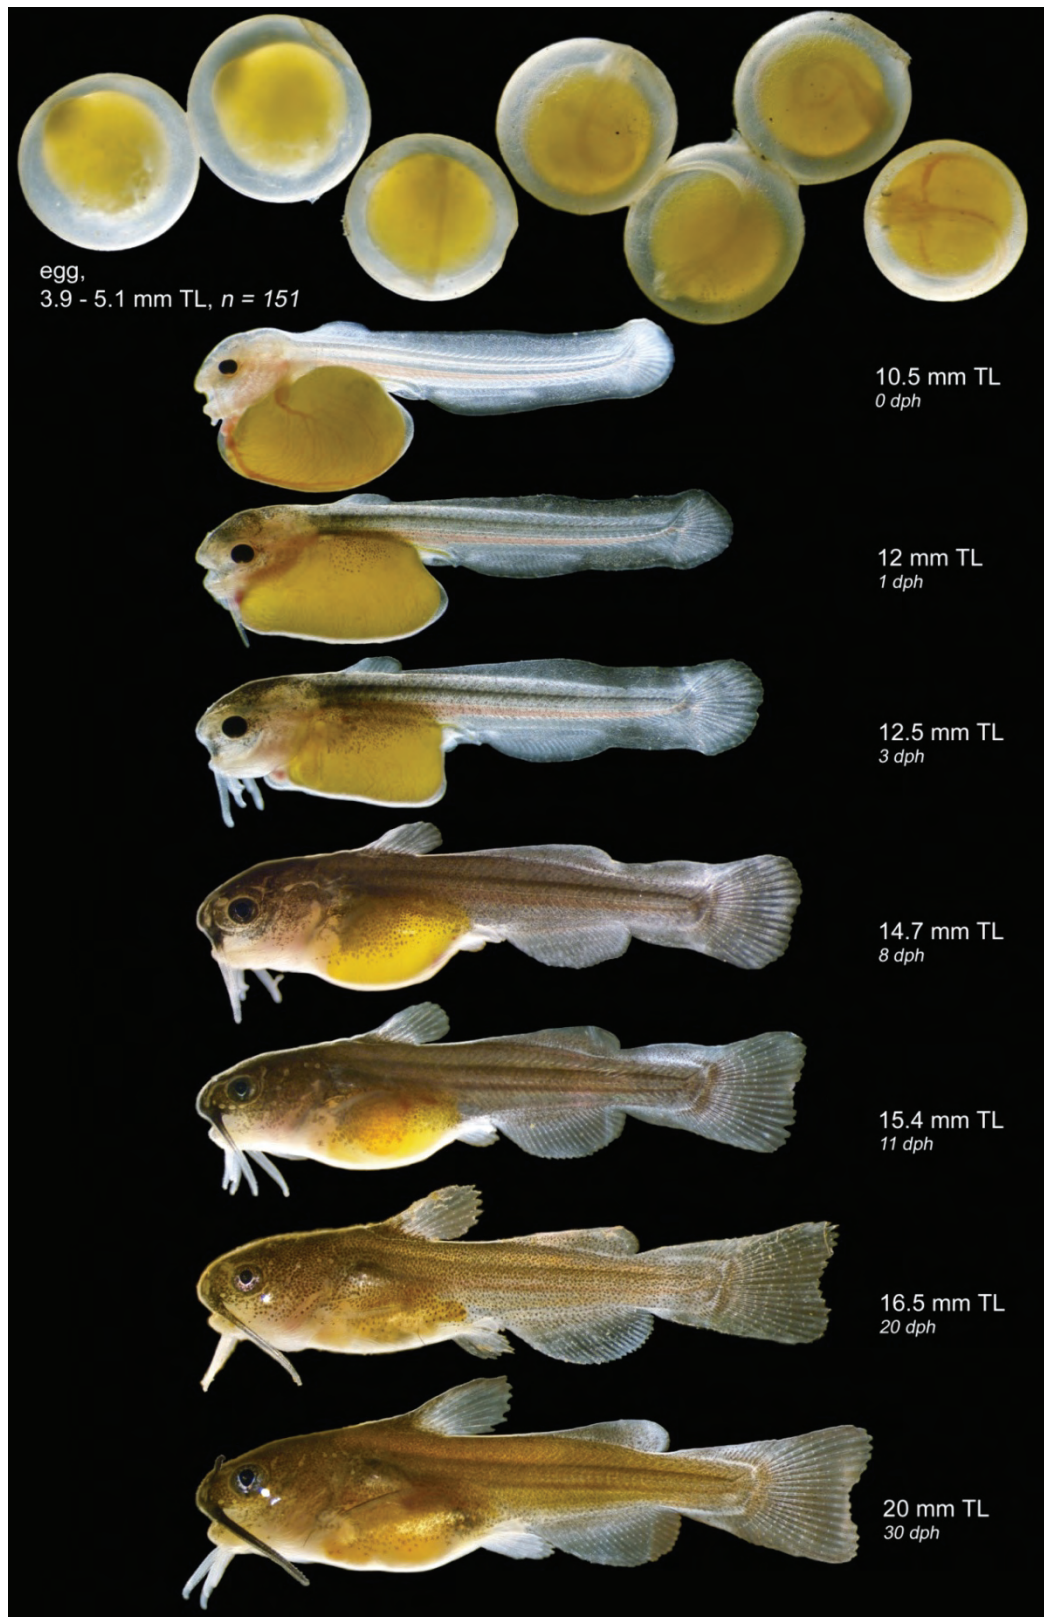 egg,
3.9 - 5.1 mm TL, n = 151
10.5 mm TL
0 dph
12 mm TL
1 dph
12.5 mm TL
3 dph
14.7 mm TL
8 dph
15.4 mm TL
11 dph
16.5 mm TL
20 dph
20 mm TL
30 dph